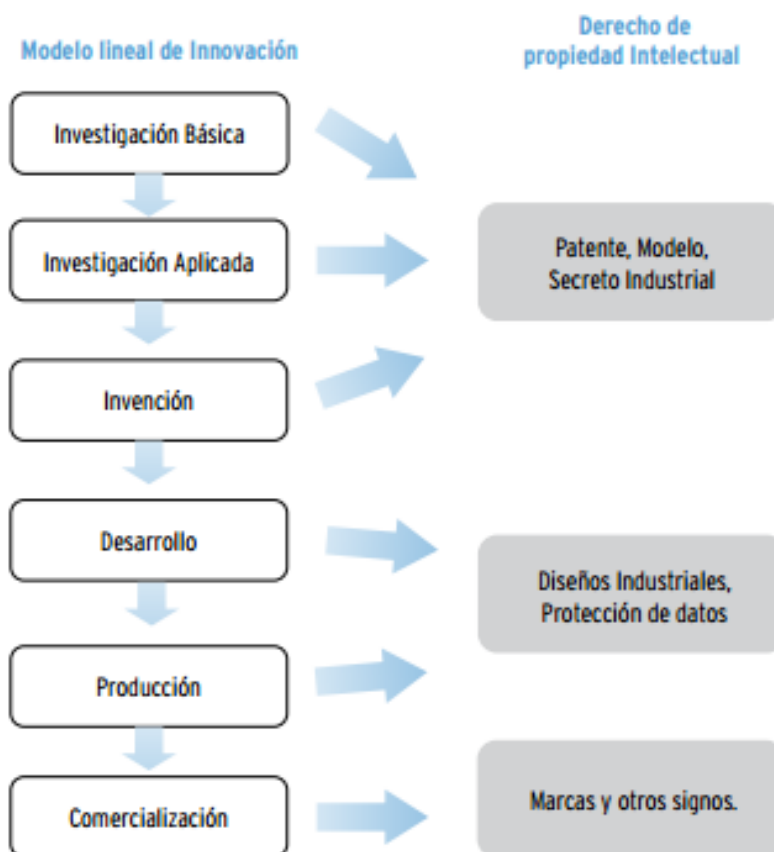 Modelo lineal de Innovación
Derecho de
propiedad Intelectual
Investigación Básica
Investigación Aplicada
Invención
Desarrollo
Producción
Comercialización
Patente, Modelo,
Secreto Industrial
Diseños Industriales,
Protección de datos
Marcas y otros signos.